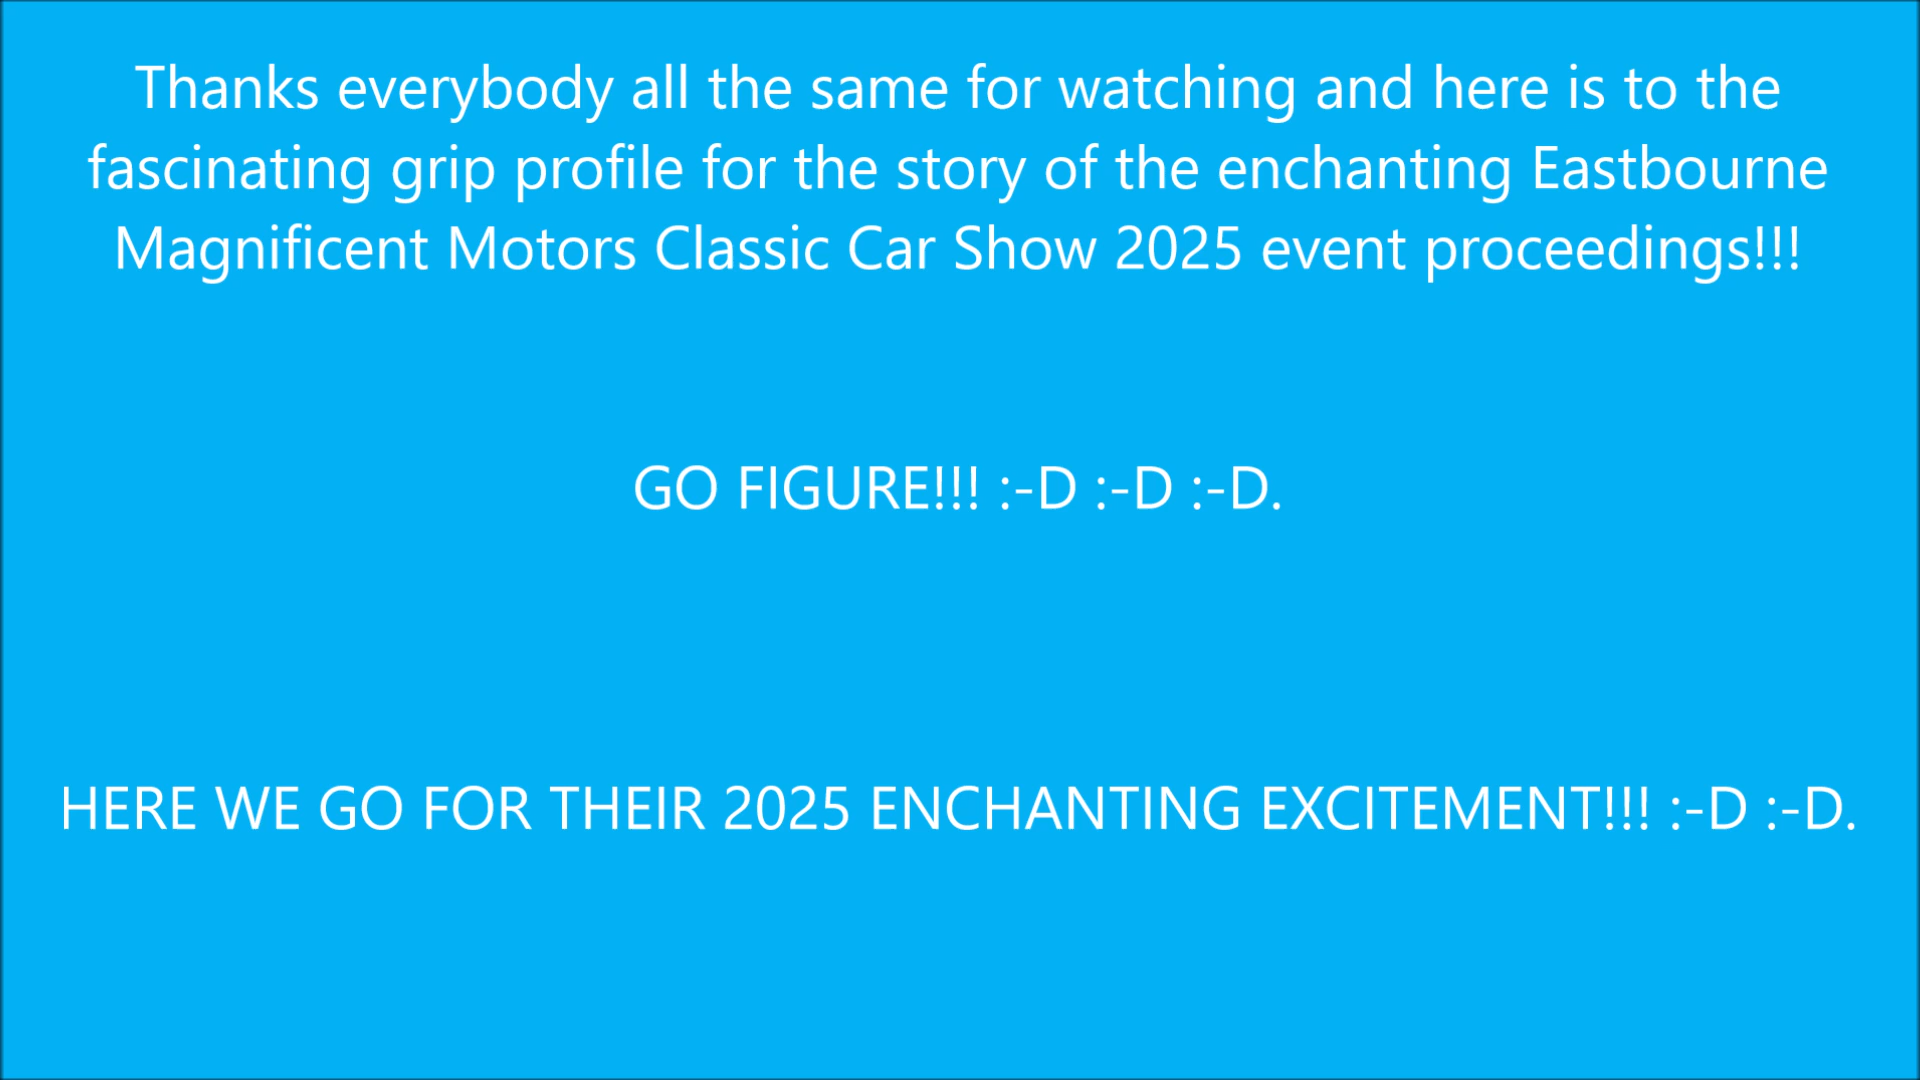 Thanks everybody all the same for watching and here is to the
fascinating grip profile for the story of the enchanting Eastbourne
Magnificent Motors Classic Car Show 2025 event proceedings!!!
GO FIGURE!!! :-D :-D :-D.
HERE WE GO FOR THEIR 2025 ENCHANTING EXCITEMENT!!! :-D :-D.